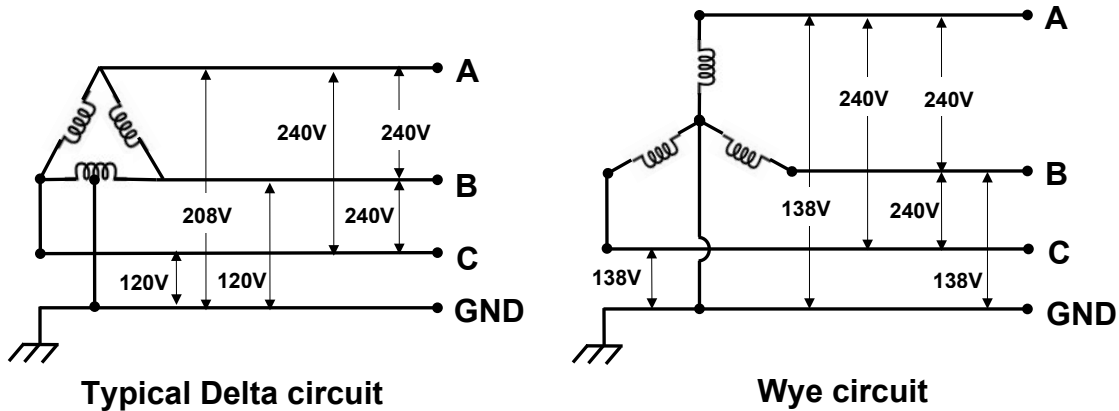 A
240V
240V
B
208V
240V
C
120V
120V
GND
Typical Delta circuit
A
240V
240V
B
138V
240V
C
138V
138V
GND
Wye circuit